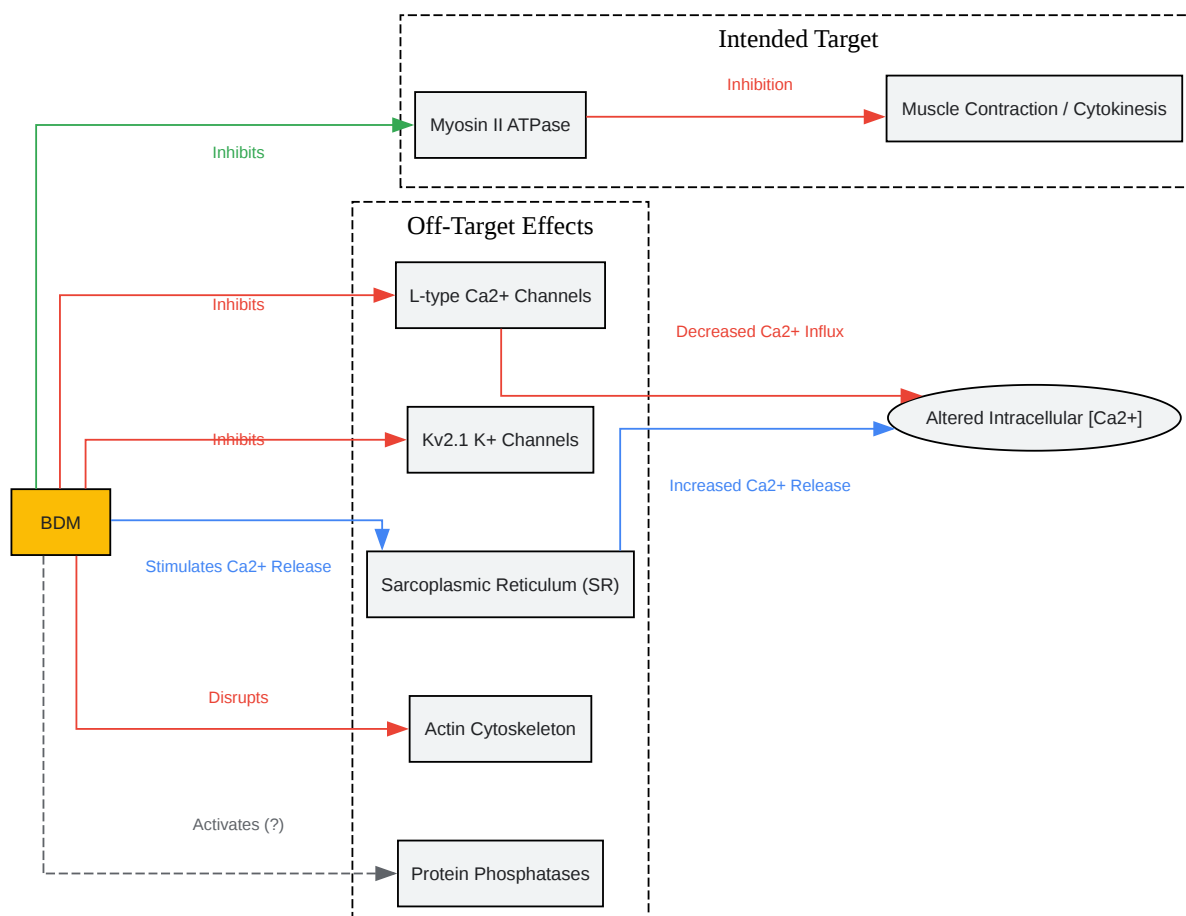 Intended Target
Inhibition
Myosin II ATPase
Muscle Contraction / Cytokinesis
Inhibits
Off-Target Effects
L-type Ca2+ Channels
Inhibits
Decreased Ca2+ Influx
Altered Intracellular [Ca2+]
Kv2.1 K+ Channels
Inhibits
Increased Ca2+ Release
BDM
Stimulates Ca2+ Release
Sarcoplasmic Reticulum (SR)
Disrupts
Actin Cytoskeleton
Activates (?)
Protein Phosphatases